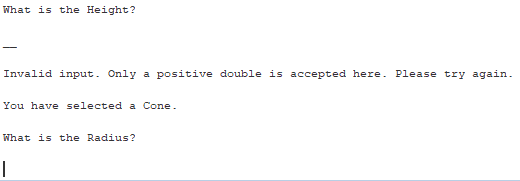 What is the Height?
__
Invalid input. Only a positive double is accepted here. Please try again.
You have selected a Cone.
What is the Radius?